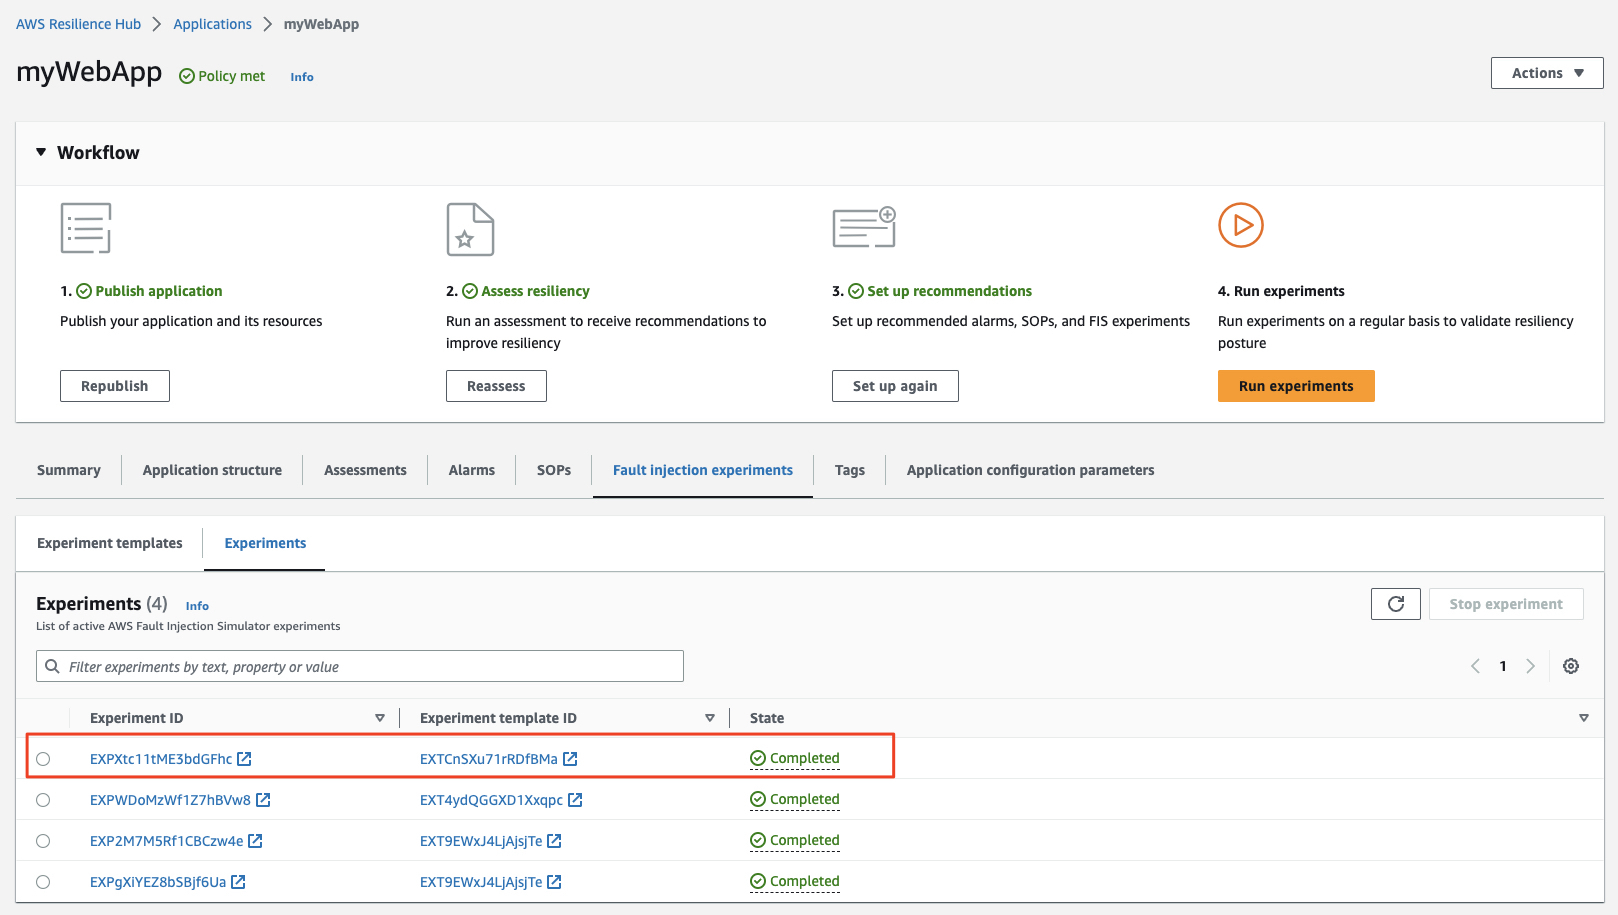 AWS Resilience Hub > Applications > myWebApp
myWebApp Policy met Info
Actions
Workflow
1. Publish application
Publish your application and its resources
Republish
2. Assess resiliency
Run an assessment to receive recommendations to
improve resiliency
Reassess
3. Set up recommendations
Set up recommended alarms, SOPs, and FIS experiments
Set up again
4. Run experiments
Run experiments on a regular basis to validate resiliency
posture
Run experiments
Summary Application structure Assessments Alarms SOPs Fault injection experiments Tags Application configuration parameters
Experiment templates Experiments
Experiments (4) Info
List of active AWS Fault Injection Simulator experiments
Stop experiment
Filter experiments by text, property or value
1
Experiment ID Experiment template ID State
EXPXtc11tME3bdGFhc EXTCnSXu71rRDfBMa Completed
EXPWDoMzWf1Z7hBVw8 EXT4ydQGGXD1Xxqpc Completed
EXP2M7M5Rf1CBCzw4e EXT9EWxJ4LjAjsjTe Completed
EXPgXiYEZ8bSBjf6Ua EXT9EWxJ4LjAjsjTe Completed